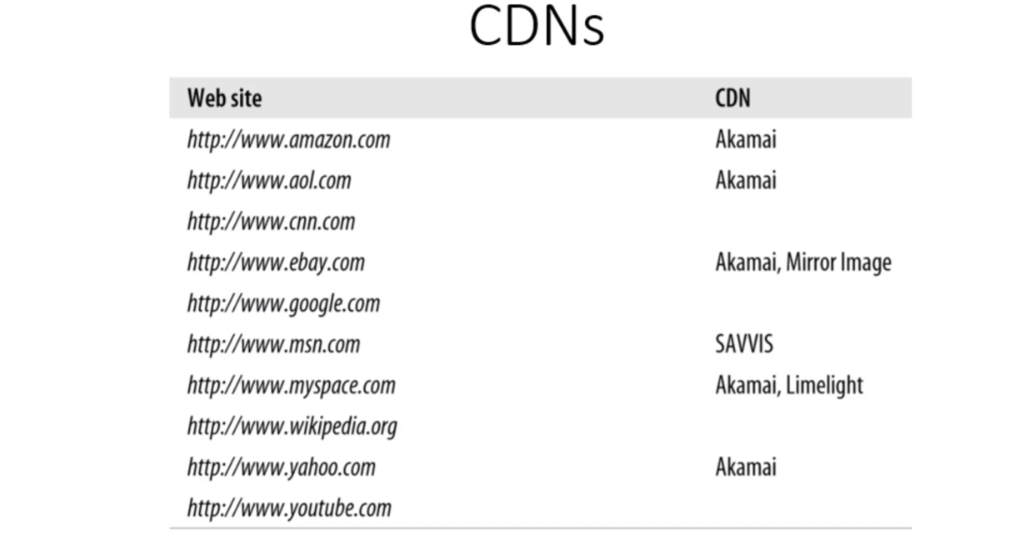 CDNs
Web site CDN
http://www.amazon.com Akamai
http://www.aol.com Akamai
http://www.cnn.com
http://www.ebay.com Akamai, Mirror Image
http://www.google.com
http://www.msn.com SAVVIS
http://www.myspace.com Akamai, Limelight
http://www.wikipedia.org
http://www.yahoo.com Akamai
http://www.youtube.com